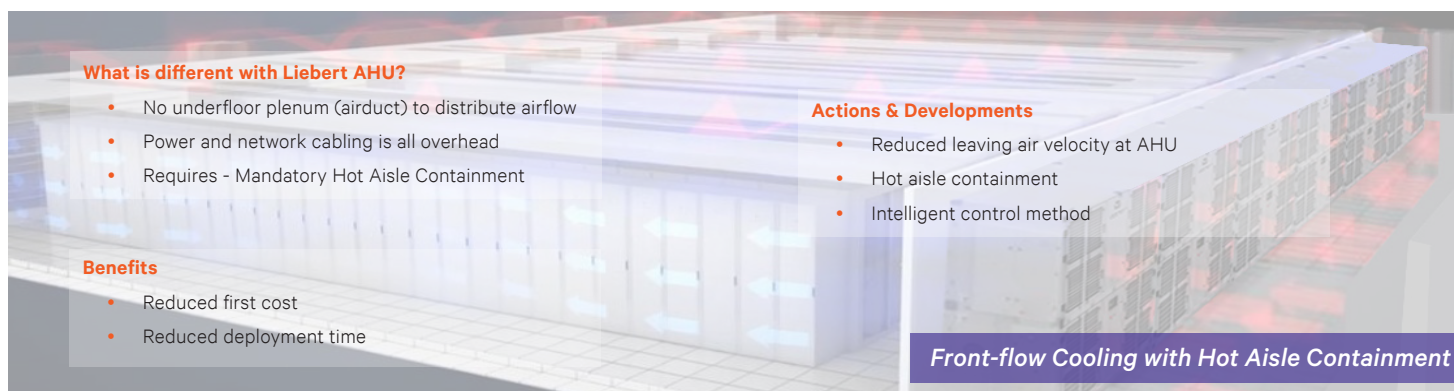 What is different with Liebert AHU?
• No underfloor plenum (airduct) to distribute airflow
• Power and network cabling is all overhead
• Requires - Mandatory Hot Aisle Containment
Benefits
• Reduced first cost
• Reduced deployment time
Actions & Developments
• Reduced leaving air velocity at AHU
• Hot aisle containment
• Intelligent control method
Front-flow Cooling with Hot Aisle Containment